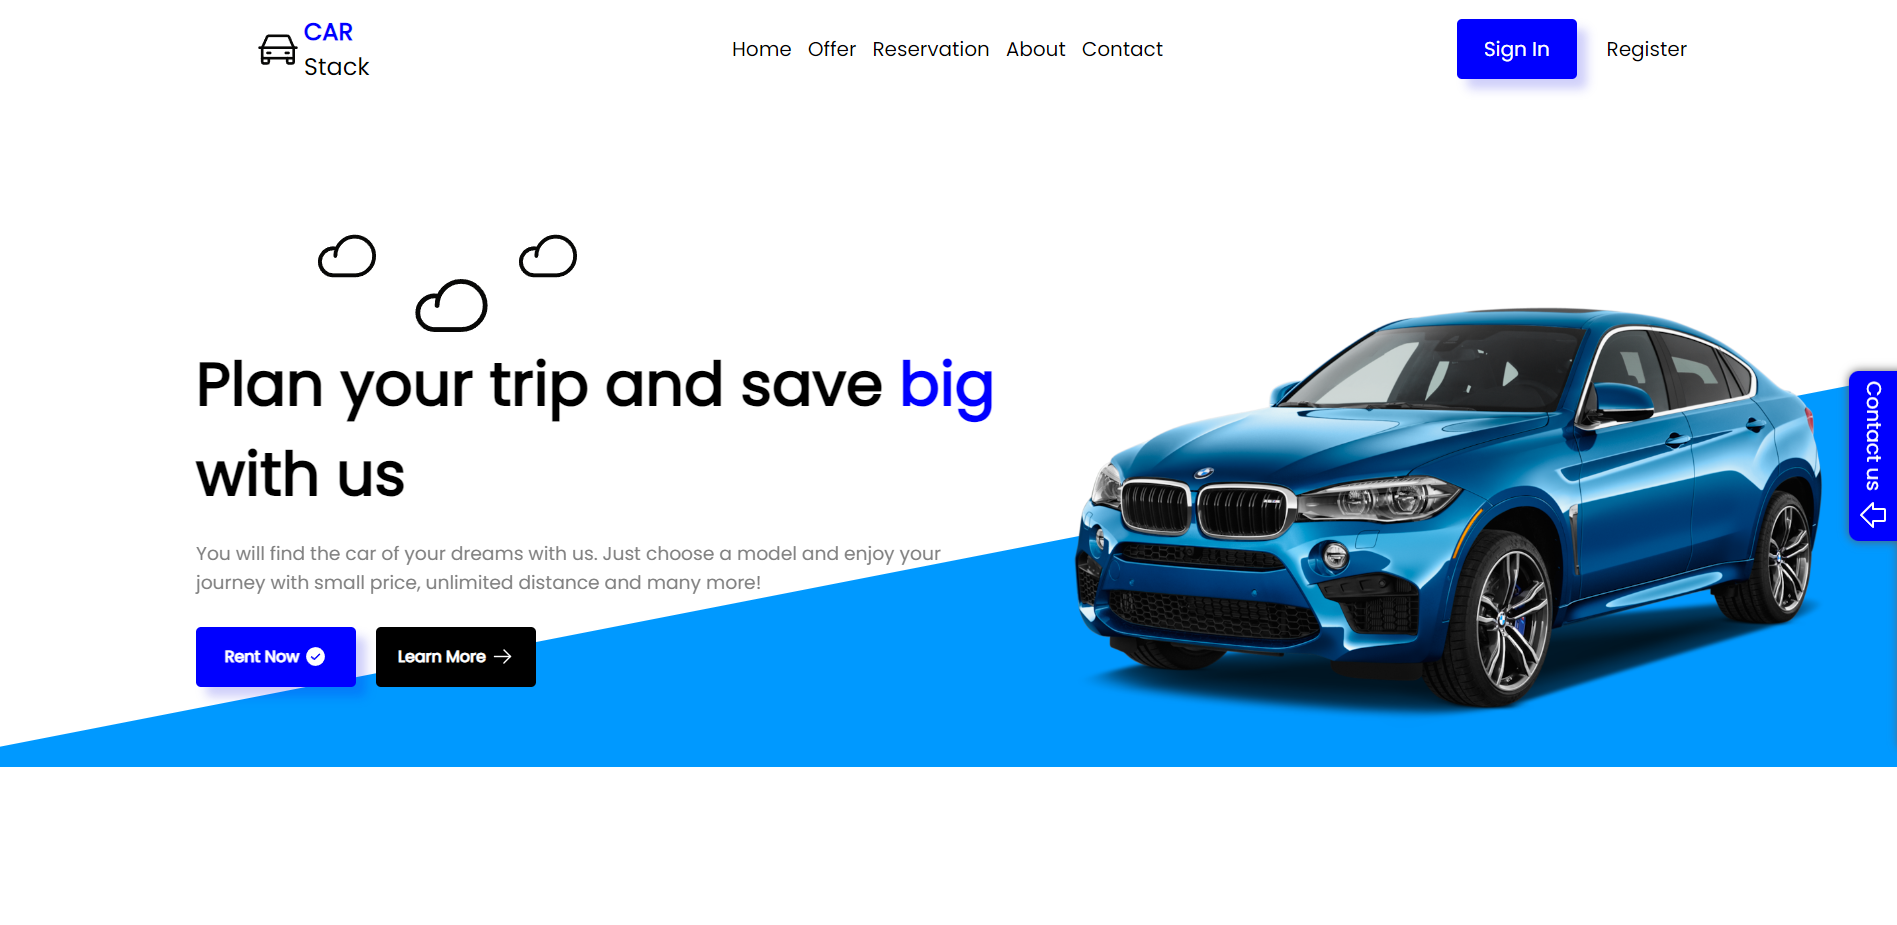 CAR
Stack
Home
Offer
Reservation
About
Contact
Sign In
Register
Plan your trip and save big
with us
You will find the car of your dreams with us. Just choose a model and enjoy your
journey with small price, unlimited distance and many more!
Rent Now
Learn More
Contact us